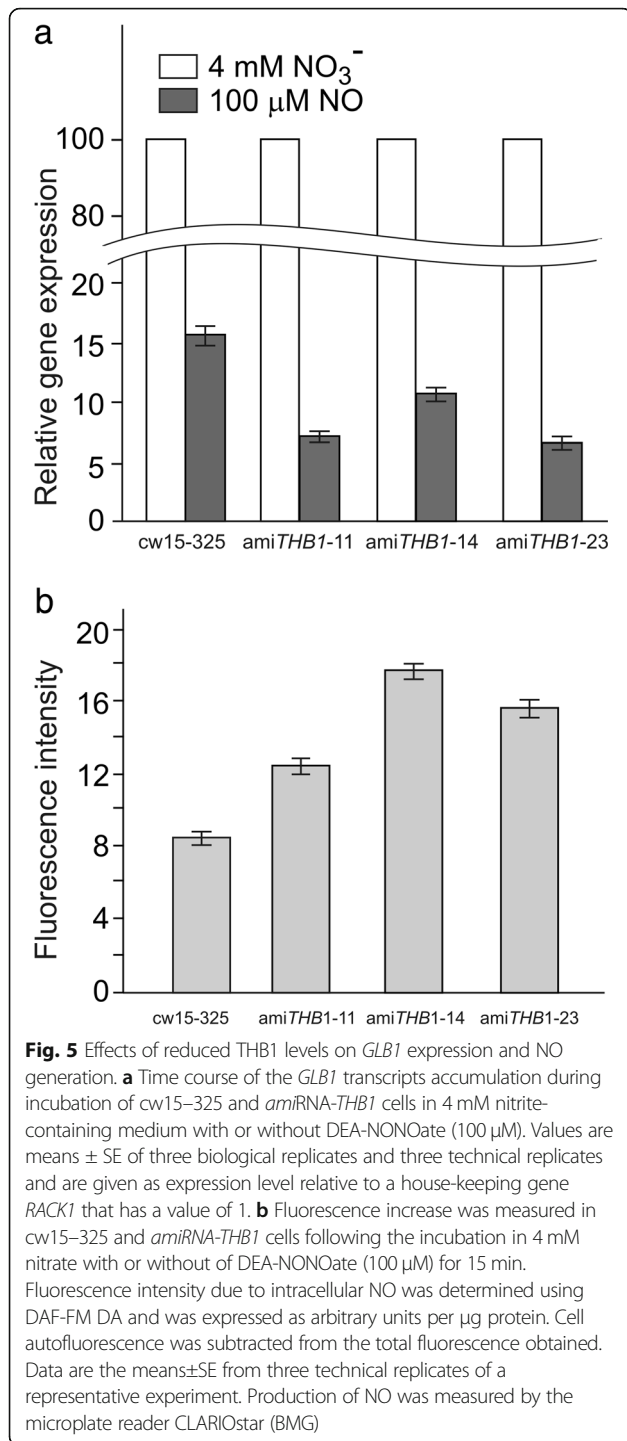 a
4 mM NO₃⁻
100 μM NO
Relative gene expression
100
80
20
15
10
5
0
cw15-325 amiTHB1-11 amiTHB1-14 amiTHB1-23
b
Fluorescence intensity
20
16
12
8
4
0
cw15-325 amiTHB1-11 amiTHB1-14 amiTHB1-23
Fig. 5 Effects of reduced THB1 levels on GLB1 expression and NO
generation. a Time course of the GLB1 transcripts accumulation during
incubation of cw15–325 and amiRNA-THB1 cells in 4 mM nitrite-
containing medium with or without DEA-NONOate (100 μM). Values are
means ± SE of three biological replicates and three technical replicates
and are given as expression level relative to a house-keeping gene
RACK1 that has a value of 1. b Fluorescence increase was measured in
cw15–325 and amiRNA-THB1 cells following the incubation in 4 mM
nitrate with or without of DEA-NONOate (100 μM) for 15 min.
Fluorescence intensity due to intracellular NO was determined using
DAF-FM DA and was expressed as arbitrary units per μg protein. Cell
autofluorescence was subtracted from the total fluorescence obtained.
Data are the means±SE from three technical replicates of a
representative experiment. Production of NO was measured by the
microplate reader CLARIOstar (BMG)